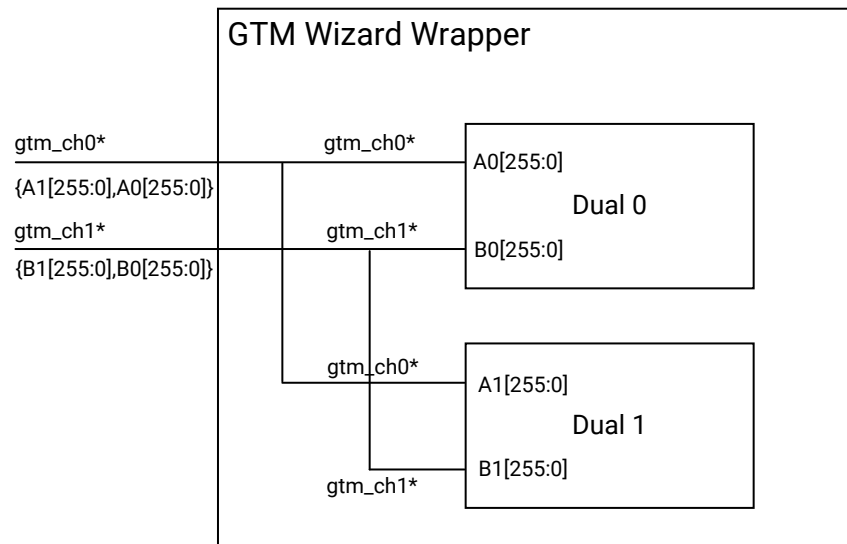 GTM Wizard Wrapper
gtm_ch0*
gtm_ch0*
A0[255:0]
{A1[255:0],A0[255:0]}
Dual 0
gtm_ch1*
gtm_ch1*
B0[255:0]
{B1[255:0],B0[255:0]}
gtm_ch0*
A1[255:0]
Dual 1
B1[255:0]
gtm_ch1*